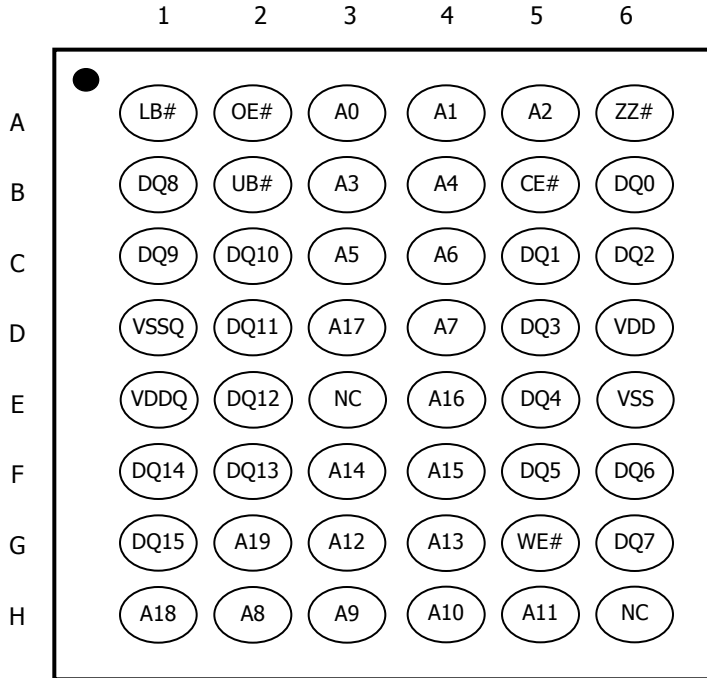 1 2 3 4 5 6
A LB# OE# A0 A1 A2 ZZ#
B DQ8 UB# A3 A4 CE# DQ0
C DQ9 DQ10 A5 A6 DQ1 DQ2
D VSSQ DQ11 A17 A7 DQ3 VDD
E VDDQ DQ12 NC A16 DQ4 VSS
F DQ14 DQ13 A14 A15 DQ5 DQ6
G DQ15 A19 A12 A13 WE# DQ7
H A18 A8 A9 A10 A11 NC